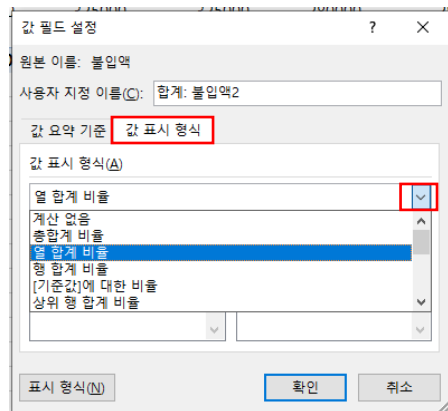 값 필드 설정 ? ×
원본 이름: 불입액
사용자 지정 이름(C): 합계: 불입액2
값 요약 기준 값 표시 형식
값 표시 형식(A)
열 합계 비율
계산 없음
총합계 비율
열 합계 비율
행 합계 비율
[기준값]에 대한 비율
상위 행 합계 비율
표시 형식(N) 확인 취소